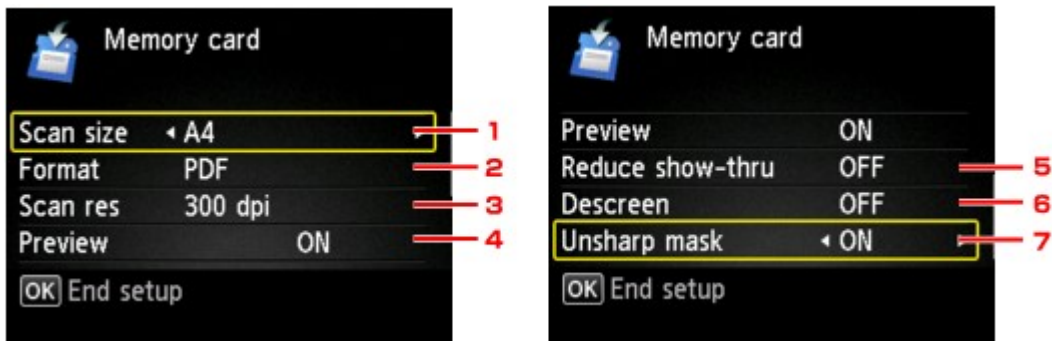 Memory card
Scan size A4 1
Format PDF 2
Scan res 300 dpi 3
Preview ON 4
OK End setup
Memory card
Preview ON
Reduce show-thru OFF 5
Descreen OFF 6
Unsharp mask ON 7
OK End setup